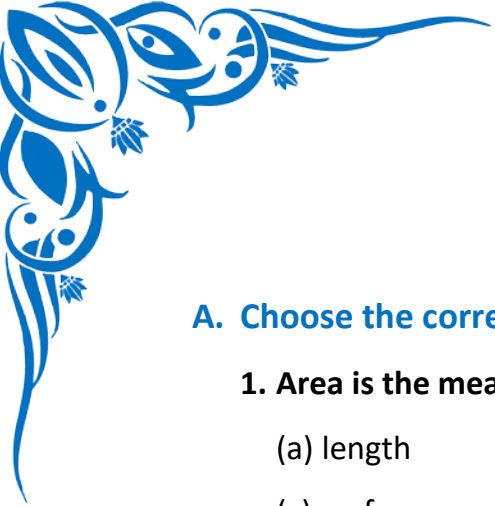 A. Choose the corre
1. Area is the mea
(a) length